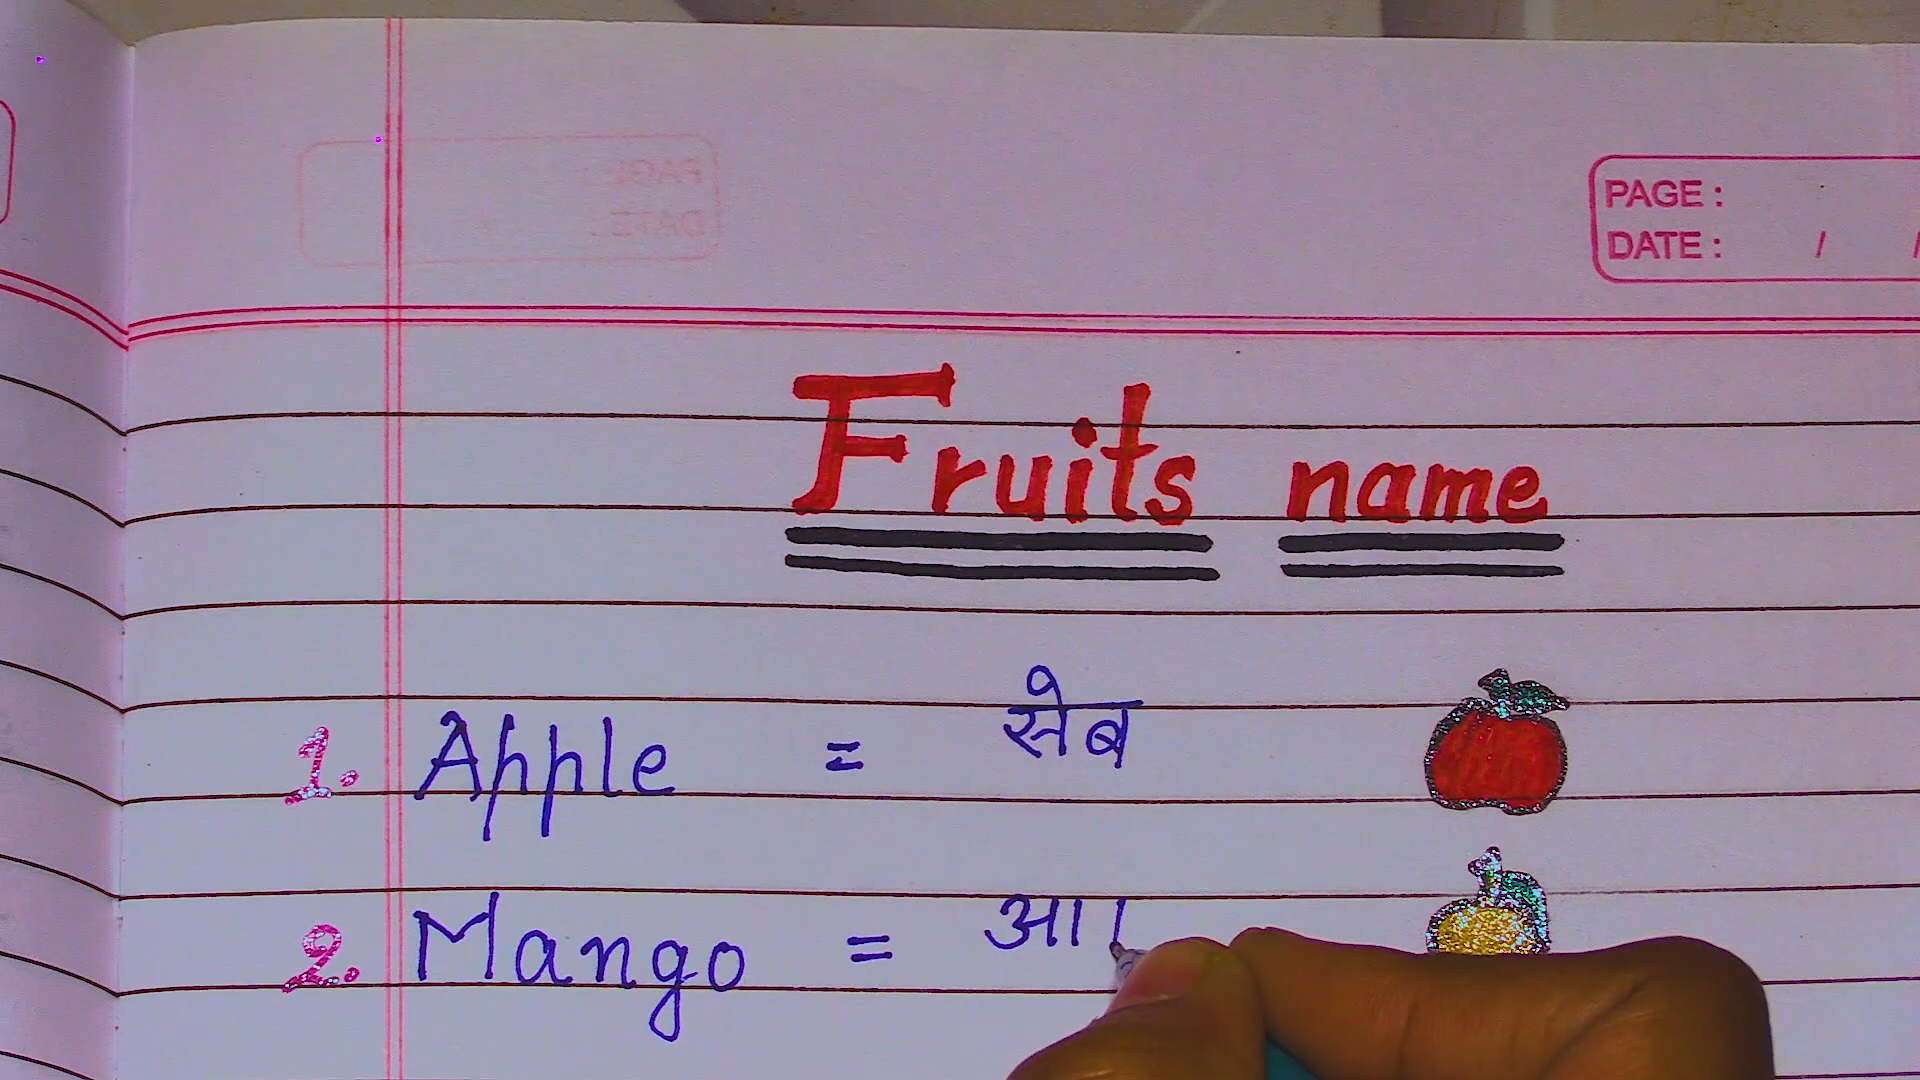 PAGE :
DATE : / /
Fruits name
1. Apple = सेब
2. Mango =